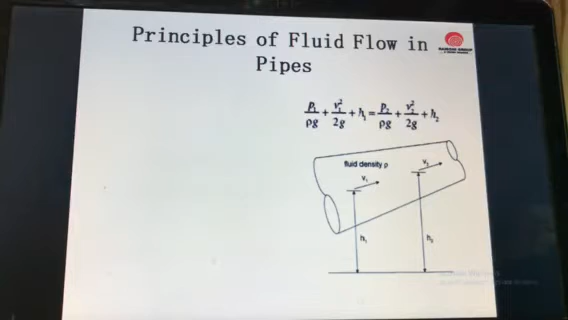 Principles of Fluid Flow in
Pipes
P₁/ρg + v₁²/2g + h₁ = P₂/ρg + v₂²/2g + h₂
fluid density ρ
v₁
v₂
h₁
h₂